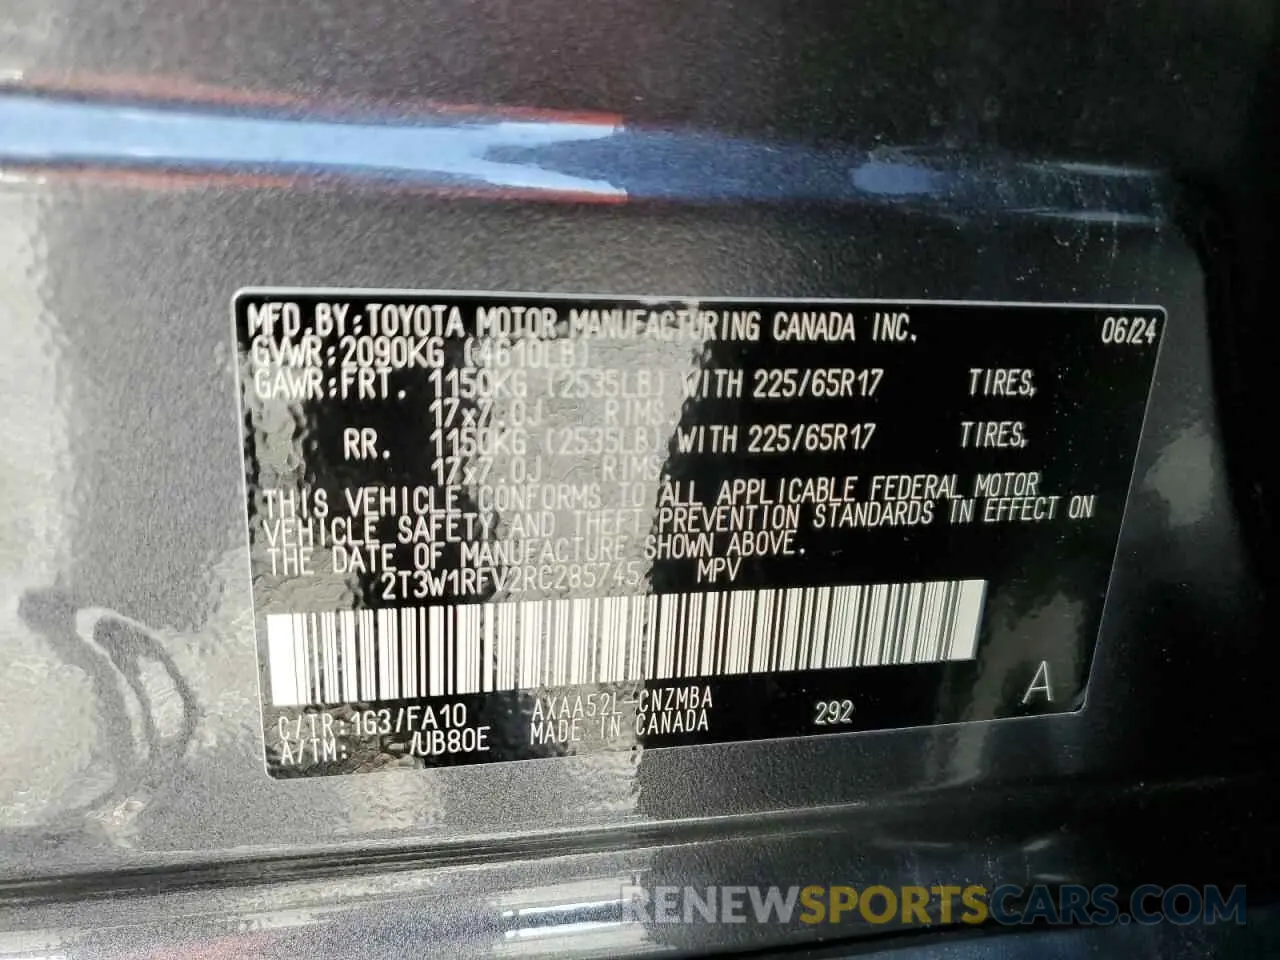 MFD.BY:TOYOTA MOTOR MANUFACTURING CANADA INC. 06/24
GVWR:2090KG (4610LB)
GAWR:FRT. 1150KG (2535LB) WITH 225/65R17 TIRES,
17x7.0J RIMS
RR. 1150KG (2535LB) WITH 225/65R17 TIRES,
17x7.0J RIMS.
THIS VEHICLE CONFORMS TO ALL APPLICABLE FEDERAL MOTOR
VEHICLE SAFETY AND THEFT PREVENTION STANDARDS IN EFFECT ON
THE DATE OF MANUFACTURE SHOWN ABOVE.
2T3W1RFV2RC285745 MPV
C/TR:1G3/FA10 AXAA52L-CNZMBA 292 A
A/TM: /UB80E MADE IN CANADA
RENEWSPORTSCARS.COM